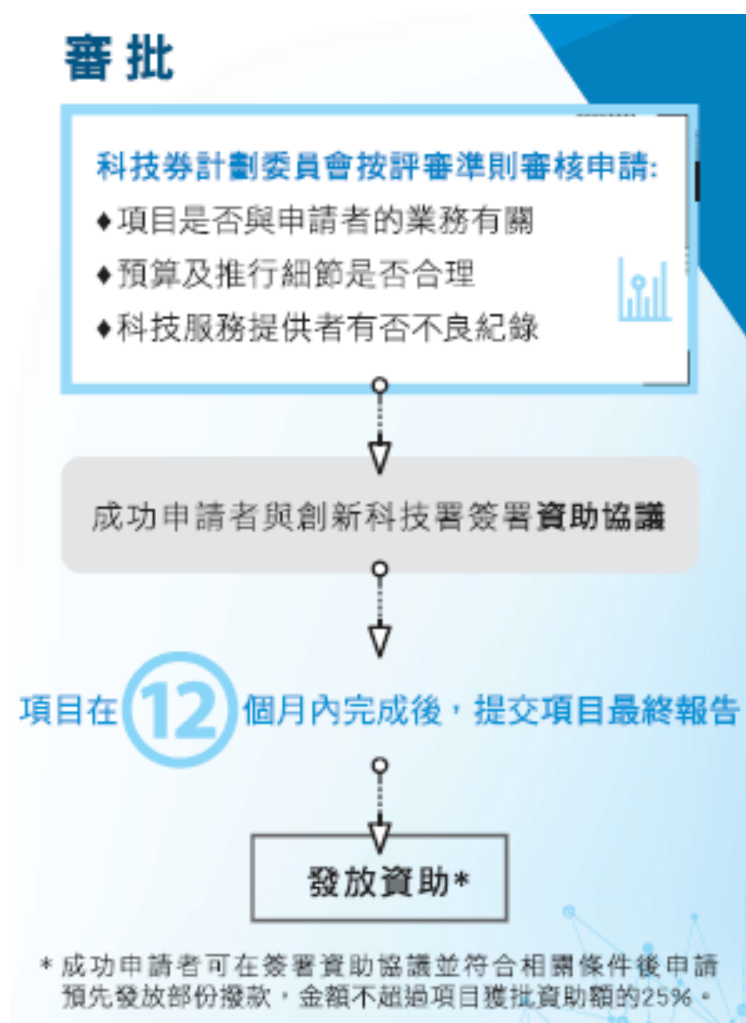 審批
科技券計劃委員會按評審準則審核申請:
♦項目是否與申請者的業務有關
♦預算及推行細節是否合理
♦科技服務提供者有否不良紀錄
成功申請者與創新科技署簽署資助協議
項目在12個月內完成後,提交項目最終報告
發放資助*
*成功申請者可在簽署資助協議並符合相關條件後申請
預先發放部份撥款,金額不超過項目獲批資助額的25%。